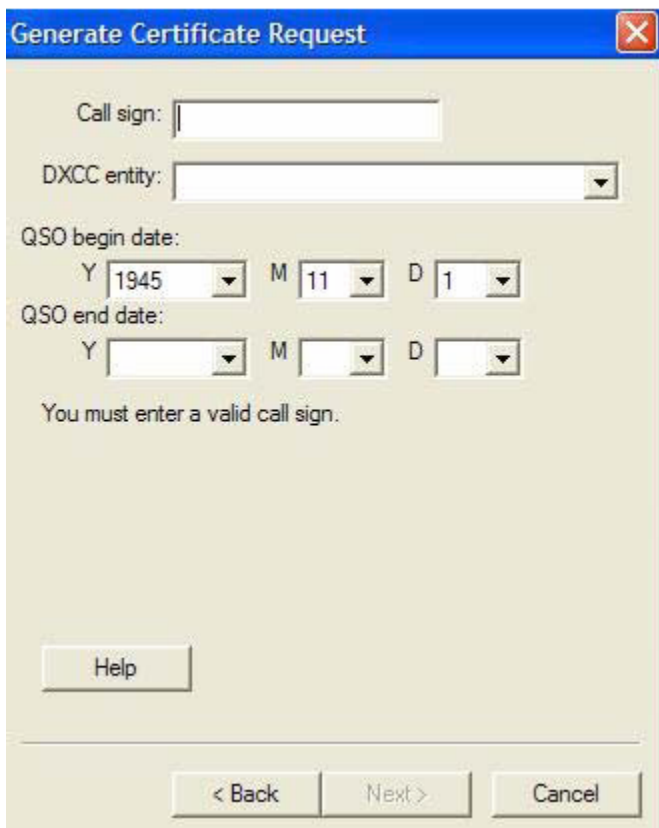 Generate Certificate Request
Call sign:
DXCC entity:
QSO begin date:
Y 1945 M 11 D 1
QSO end date:
Y M D
You must enter a valid call sign.
Help
< Back Next > Cancel